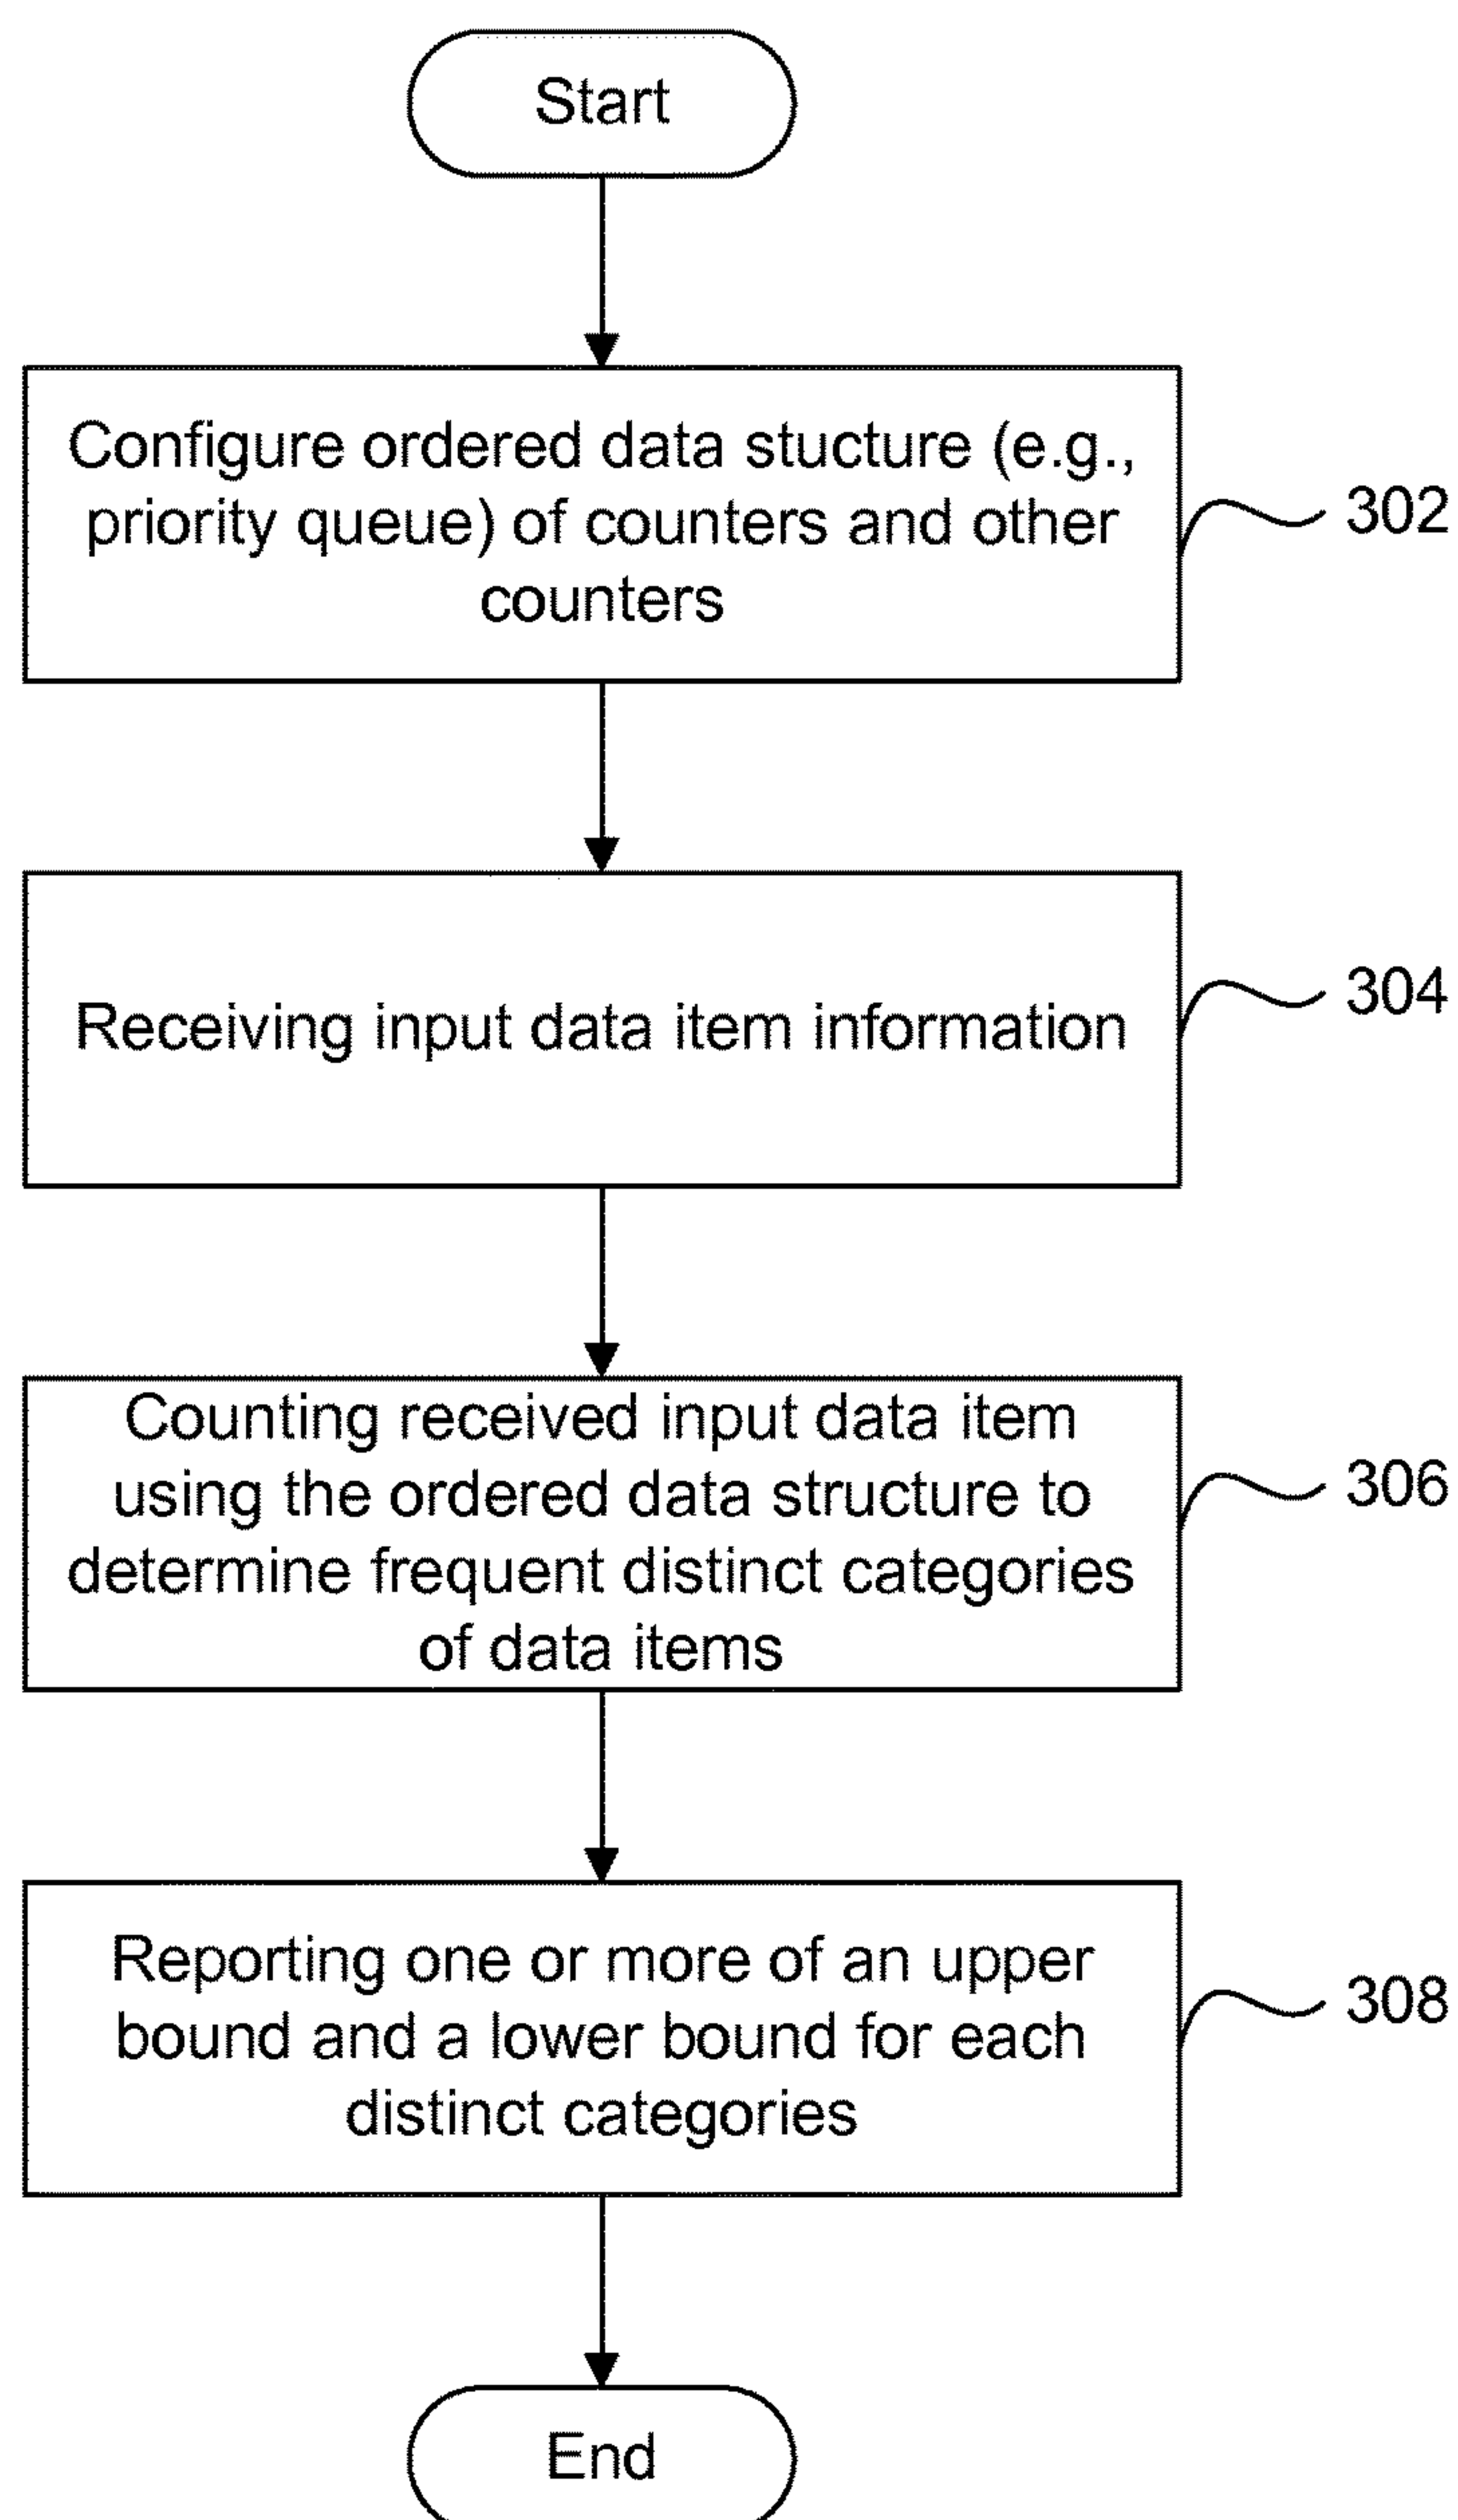 Start
Configure ordered data stucture (e.g.,
priority queue) of counters and other
counters
302
Receiving input data item information
304
Counting received input data item
using the ordered data structure to
determine frequent distinct categories
of data items
306
Reporting one or more of an upper
bound and a lower bound for each
distinct categories
308
End